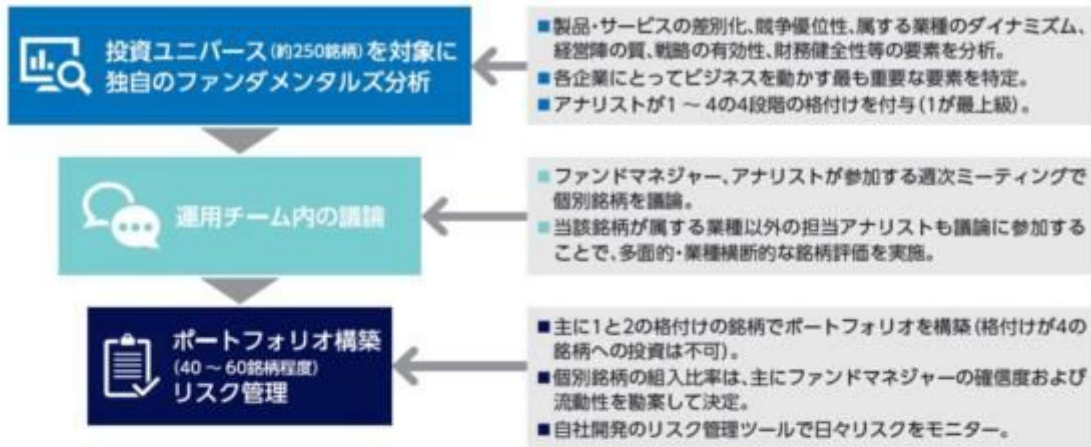 投資ユニバース(約250銘柄)を対象に
独自のファンダメンタルズ分析
■製品・サービスの差別化、競争優位性、属する業種のダイナミズム、
経営陣の質、戦略の有効性、財務健全性等の要素を分析。
■各企業にとってビジネスを動かす最も重要な要素を特定。
■アナリストが1 ～ 4の4段階の格付けを付与(1が最上級)。
運用チーム内の議論
■ファンドマネジャー、アナリストが参加する週次ミーティングで
個別銘柄を議論。
■当該銘柄が属する業種以外の担当アナリストも議論に参加する
ことで、多面的・業種横断的な銘柄評価を実施。
ポートフォリオ構築
(40 ～ 60銘柄程度)
リスク管理
■主に1と2の格付けの銘柄でポートフォリオを構築(格付けが4の
銘柄への投資は不可)。
■個別銘柄の組入比率は、主にファンドマネジャーの確信度および
流動性を勘案して決定。
■自社開発のリスク管理ツールで日々リスクをモニター。